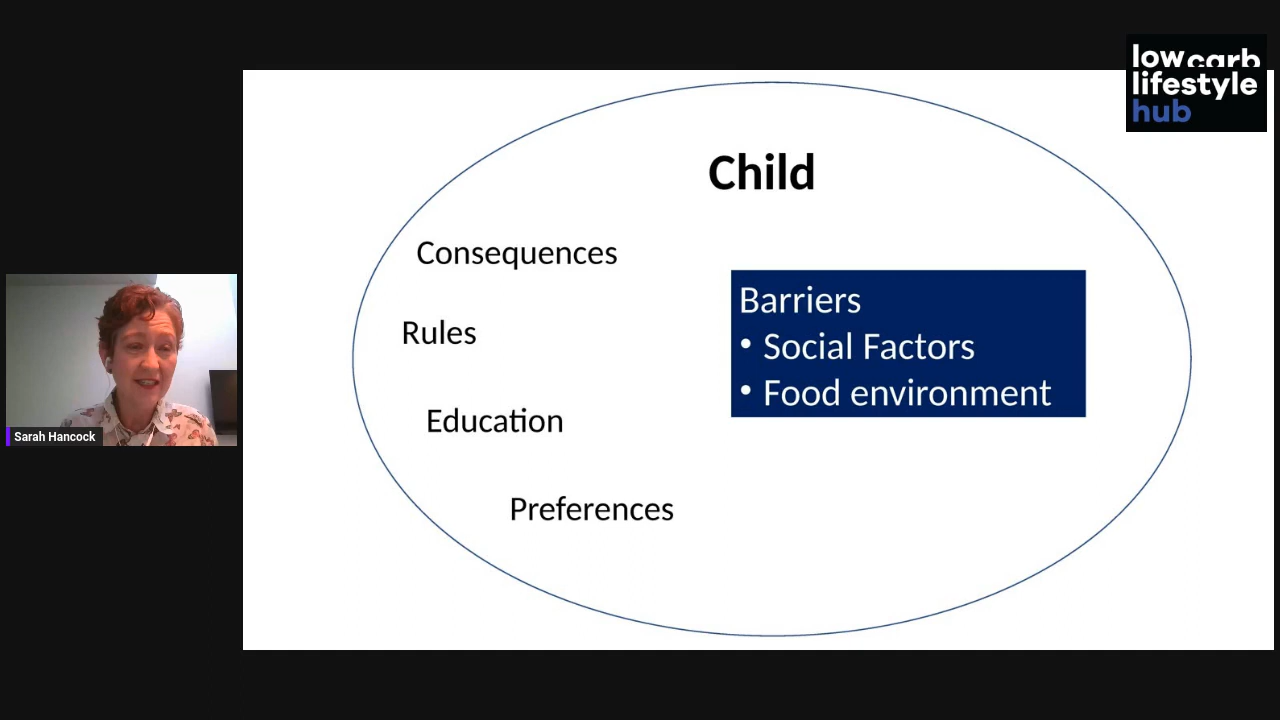 low carb
lifestyle
hub
Child
Consequences
Rules
Education
Preferences
Barriers
• Social Factors
• Food environment
Sarah Hancock